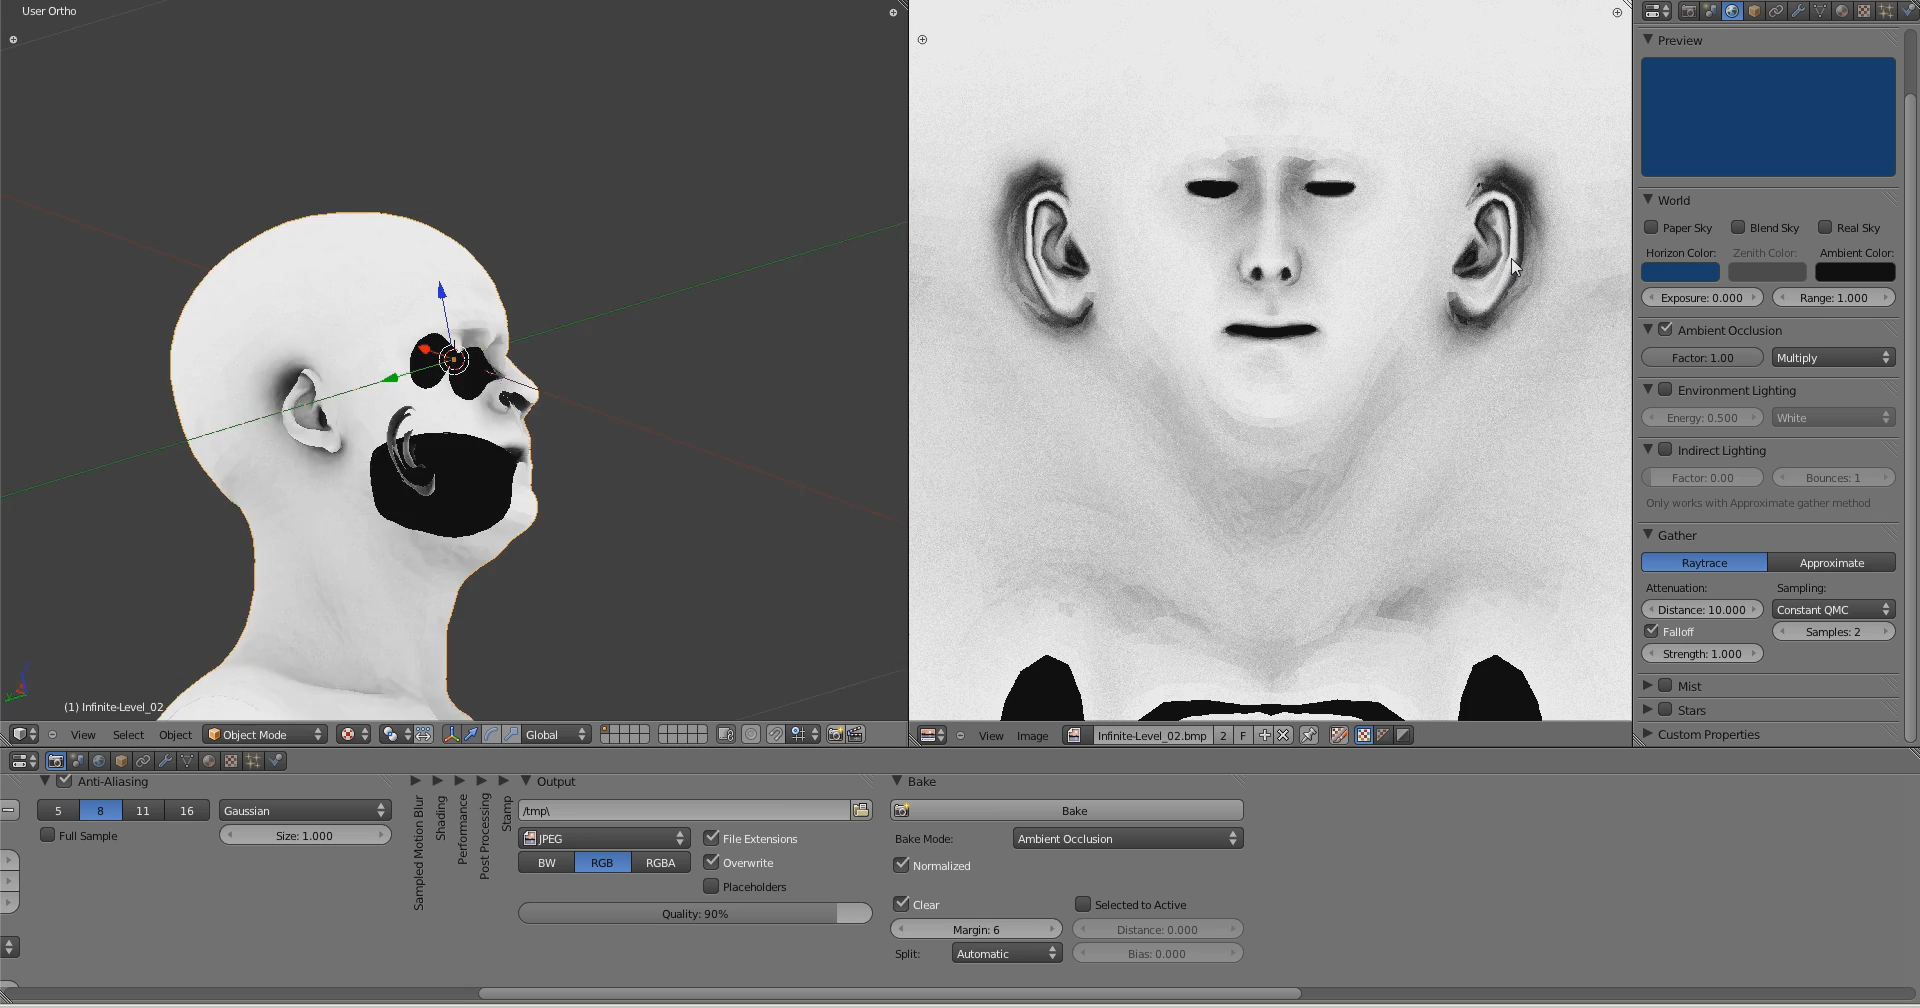 User Ortho
(1) Infinite-Level_02
View Select Object Object Mode Global
View Image Infinite-Level_02.bmp 2 F
Preview
World
Paper Sky Blend Sky Real Sky
Horizon Color: Zenith Color: Ambient Color:
Exposure: 0.000 Range: 1.000
Ambient Occlusion
Factor: 1.00 Multiply
Environment Lighting
Energy: 0.500 White
Indirect Lighting
Factor: 0.00 Bounces: 1
Only works with Approximate gather method
Gather
Raytrace Approximate
Attenuation: Sampling:
Distance: 10.000 Constant QMC
Falloff Samples: 2
Strength: 1.000
Mist
Stars
Custom Properties
Anti-Aliasing
5 8 11 16 Gaussian
Full Sample Size: 1.000
Sampled Motion Blur
Shading
Performance
Post Processing
Stamp
Output
/tmp\
JPEG File Extensions
BW RGB RGBA Overwrite
Placeholders
Quality: 90%
Bake
Bake
Bake Mode: Ambient Occlusion
Normalized
Clear Selected to Active
Margin: 6 Distance: 0.000
Split: Automatic Bias: 0.000